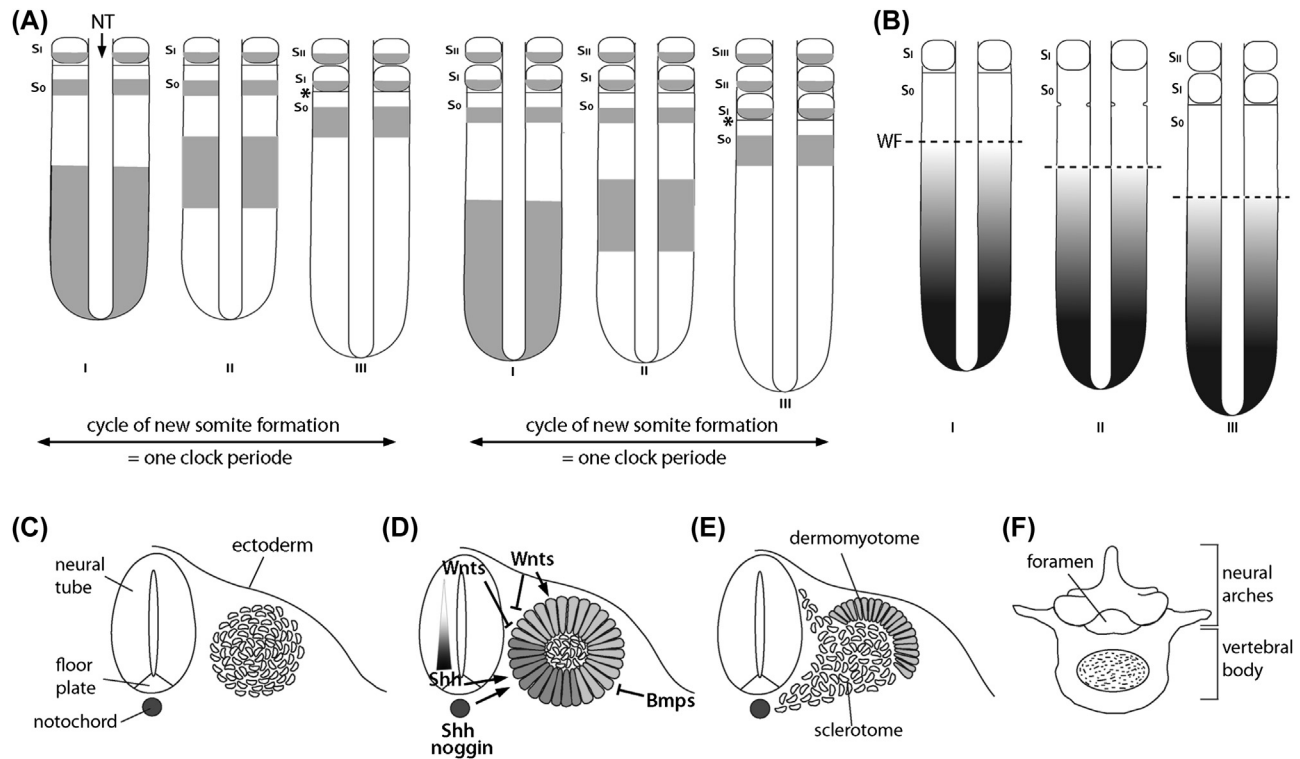 (A)
NT
SI
S0
I
SI
S0
II
SI
*
S0
III
SII
SI
S0
I
SII
SI
S0
II
SIII
SII
SI
*
S0
III
cycle of new somite formation
= one clock periode
cycle of new somite formation
= one clock periode
(B)
SI
S0
WF
I
SI
S0
II
SII
SI
S0
III
(C)
ectoderm
neural
tube
floor
plate
notochord
(D)
Wnts
Wnts
Shh
Bmps
Shh
noggin
(E)
dermomyotome
sclerotome
(F)
foramen
neural
arches
vertebral
body